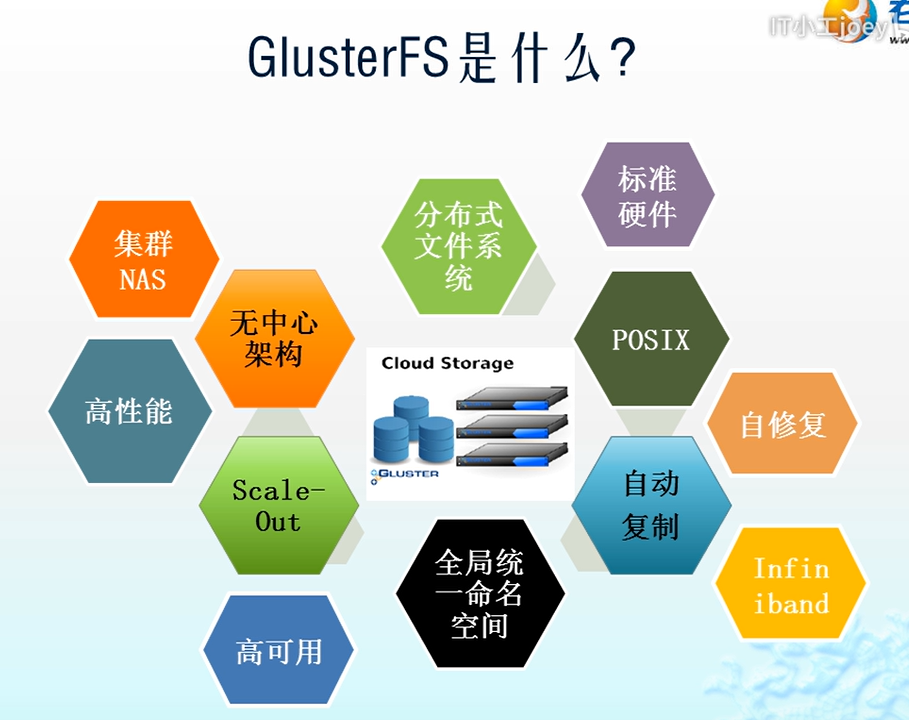 IT小工joey
GlusterFS是什么?
标准
硬件
分布式
文件系
统
集群
NAS
无中心
架构
POSIX
Cloud Storage
高性能
自修复
GLUSTER
Scale-
Out
自动
复制
全局统
一命名
空间
Infin
iband
高可用